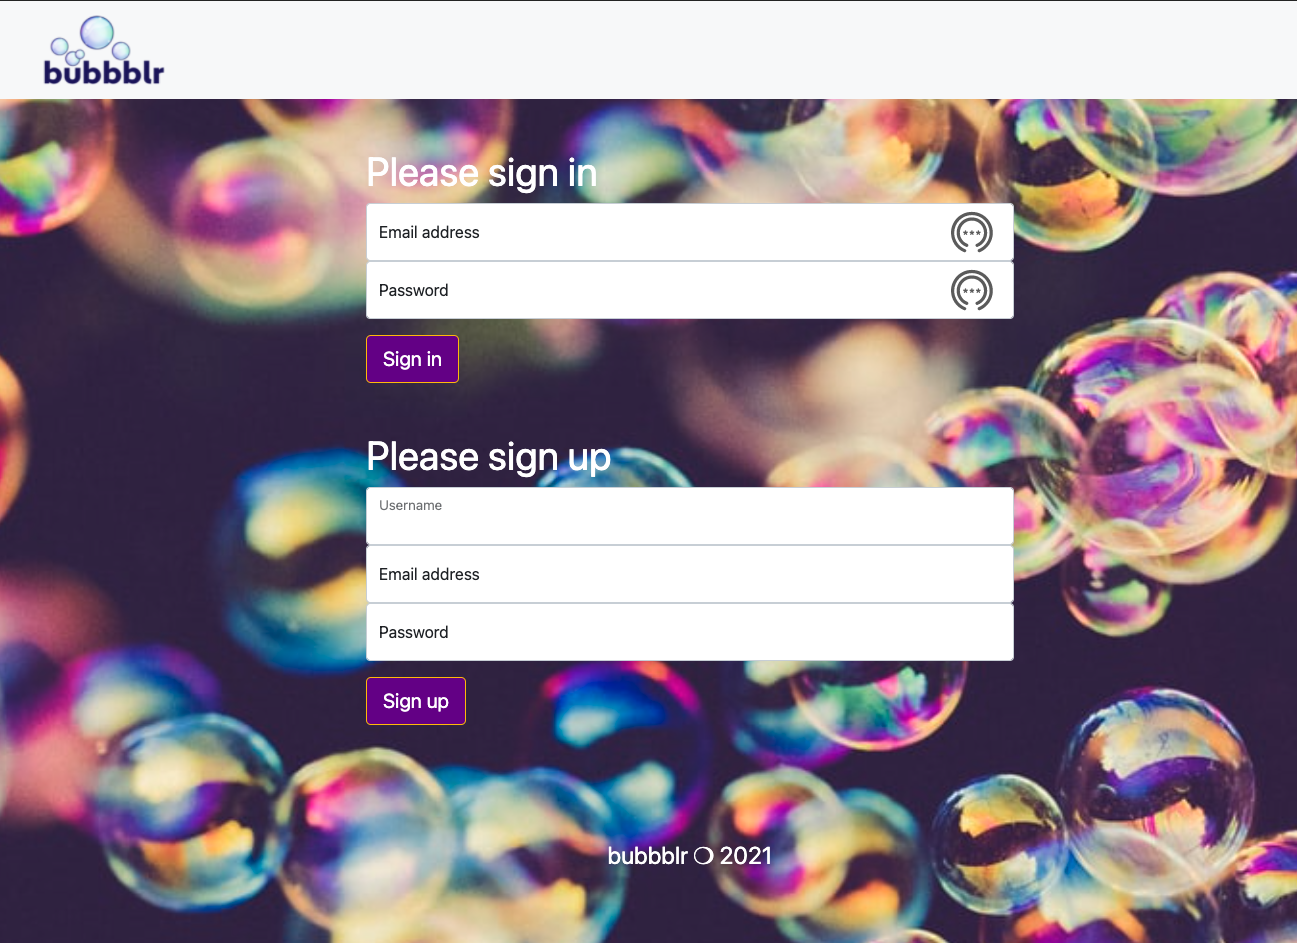 bubbblr
Please sign in
Email address
Password
Sign in
Please sign up
Username
Email address
Password
Sign up
bubbblr ❍ 2021